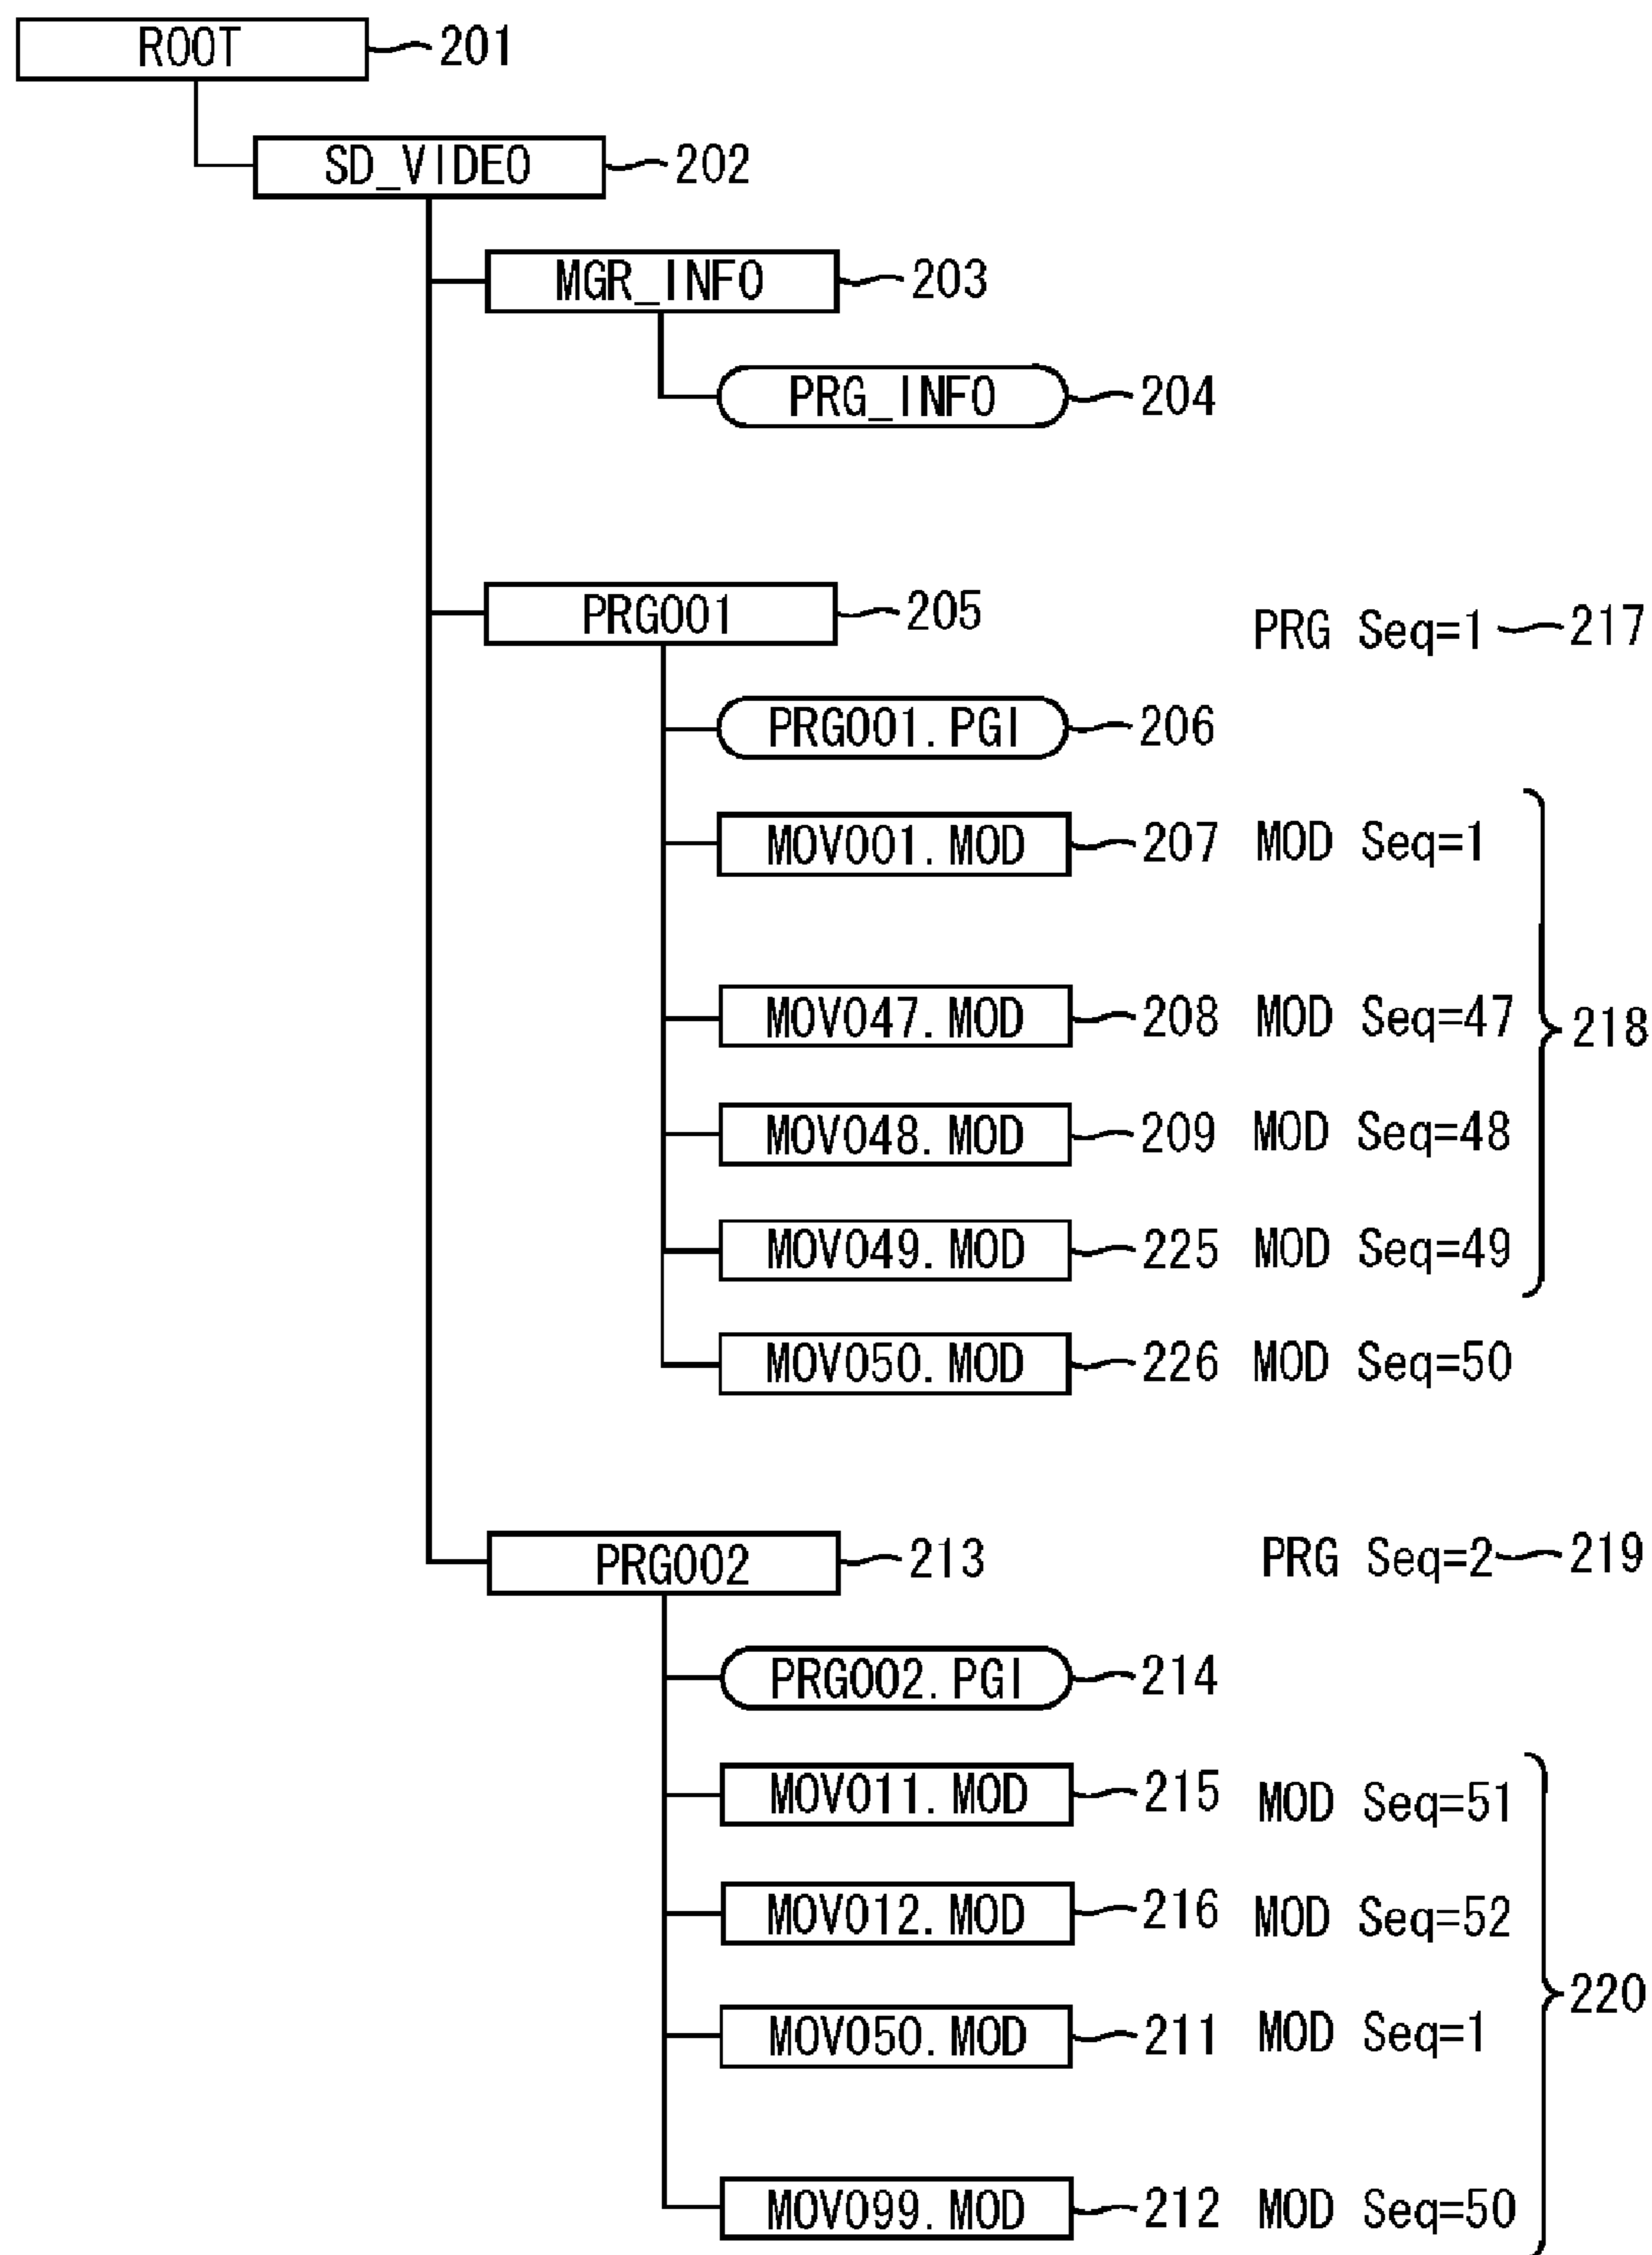 ROOT 201
SD_VIDEO 202
MGR_INFO 203
PRG_INFO 204
PRG001 205 PRG Seq=1 217
PRG001.PGI 206
MOV001.MOD 207 MOD Seq=1
MOV047.MOD 208 MOD Seq=47
218
MOV048.MOD 209 MOD Seq=48
MOV049.MOD 225 MOD Seq=49
MOV050.MOD 226 MOD Seq=50
PRG002 213 PRG Seq=2 219
PRG002.PGI 214
MOV011.MOD 215 MOD Seq=51
MOV012.MOD 216 MOD Seq=52
220
MOV050.MOD 211 MOD Seq=1
MOV099.MOD 212 MOD Seq=50